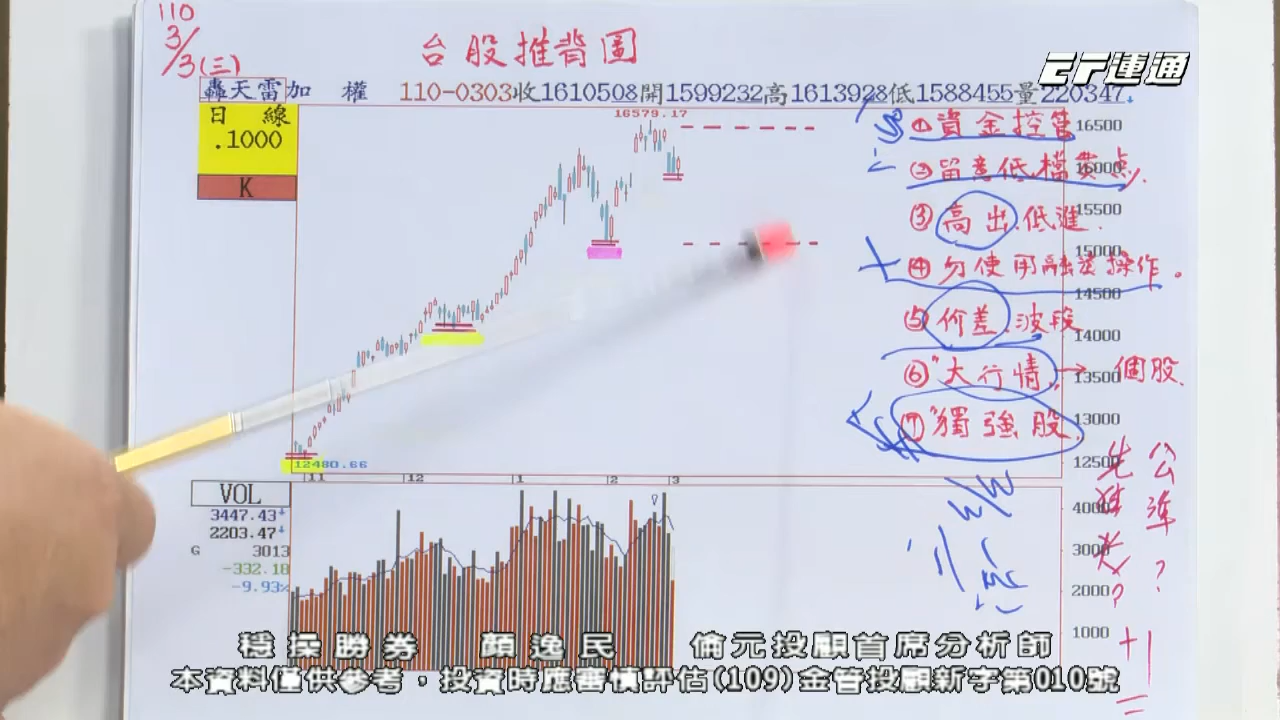 110
3/3(三)
台股推背圖
EF運通
轟天雷加 權 110-0303收1610508開1599232高1613928低1588455量220347
日 線
.1000
K
16579.17
12480.66
①資金控管
②留意低檔買点.
③高出低進.
④勿使用融資操作.
⑤价差.波段
⑥"大行情"→個股.
⑦"獨強股"
16500
16000
15500
15000
14500
14000
13500
13000
12500
11 12 1 2 3
VOL
3447.43
2203.47
G 3013
-332.18
-9.93%
4000
3000
2000
1000
穩操勝券 顏逸民 倫元投顧首席分析師
本資料僅供參考，投資時應審慎評估(109)金管投顧新字第010號